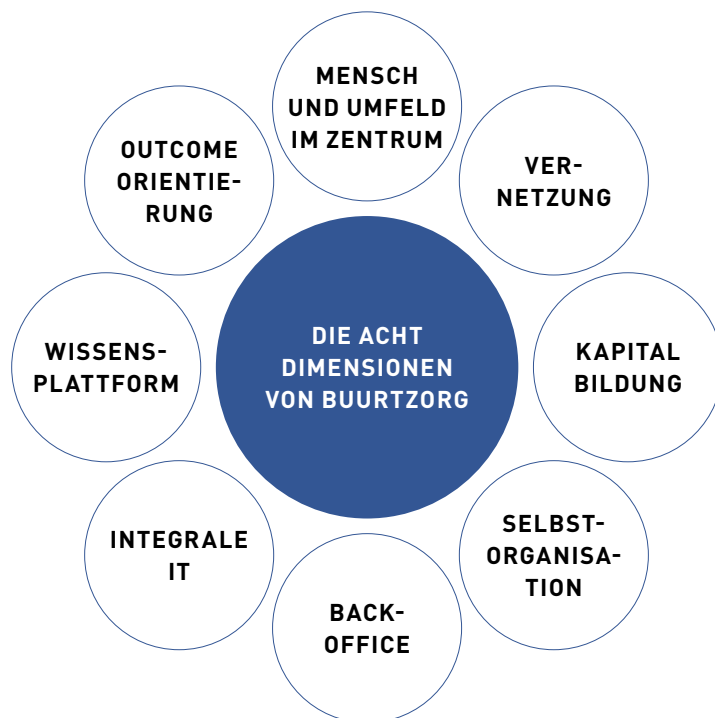 MENSCH
UND UMFELD
IM ZENTRUM
VER-
NETZUNG
KAPITAL
BILDUNG
SELBST-
ORGANISA-
TION
BACK-
OFFICE
INTEGRALE
IT
WISSENS-
PLATTFORM
OUTCOME
ORIENTIE-
RUNG
DIE ACHT
DIMENSIONEN
VON BUURTZORG